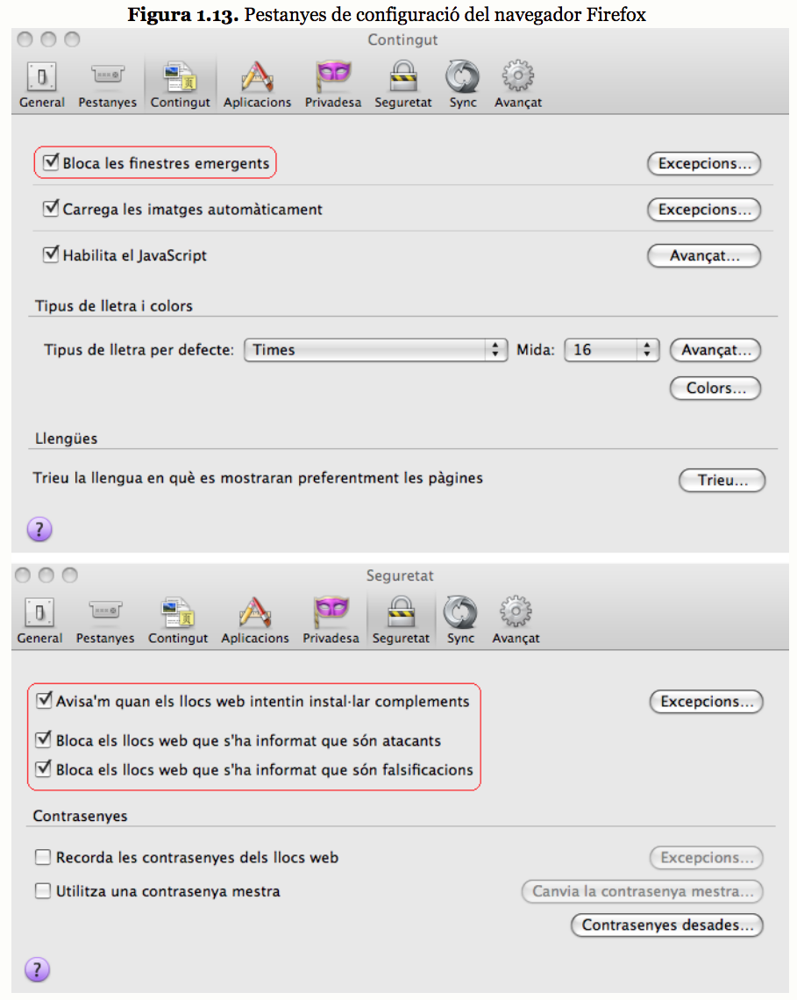 Figura 1.13. Pestanyes de configuració del navegador Firefox
Contingut
General Pestanyes Contingut Aplicacions Privadesa Seguretat Sync Avançat
Bloca les finestres emergents Excepcions...
Carrega les imatges automàticament Excepcions...
Habilita el JavaScript Avançat...
Tipus de lletra i colors
Tipus de lletra per defecte: Times Mida: 16 Avançat...
Colors...
Llengües
Trieu la llengua en què es mostraran preferentment les pàgines Trieu...
?
Seguretat
General Pestanyes Contingut Aplicacions Privadesa Seguretat Sync Avançat
Avisa'm quan els llocs web intentin instal·lar complements Excepcions...
Bloca els llocs web que s'ha informat que són atacants
Bloca els llocs web que s'ha informat que són falsificacions
Contrasenyes
Recorda les contrasenyes dels llocs web Excepcions...
Utilitza una contrasenya mestra Canvia la contrasenya mestra...
Contrasenyes desades...
?